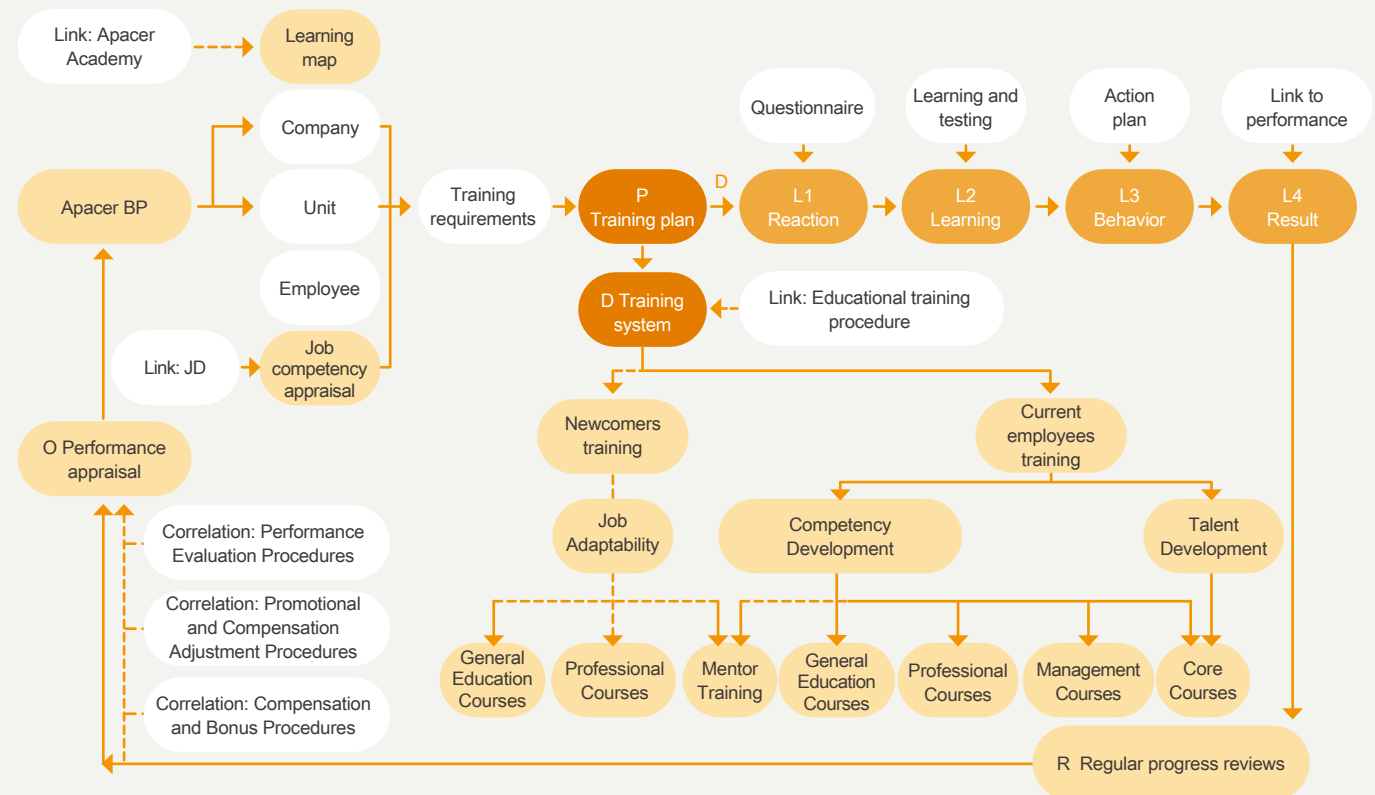 Link: Apacer
Academy
Learning
map
Questionnaire
Learning and
testing
Action
plan
Link to
performance
Company
Apacer BP
Unit
Training
requirements
P
Training plan
D
L1
Reaction
L2
Learning
L3
Behavior
L4
Result
Employee
D Training
system
Link: Educational training
procedure
Link: JD
Job
competency
appraisal
Newcomers
training
Current
employees
training
O Performance
appraisal
Job
Adaptability
Competency
Development
Talent
Development
Correlation: Performance
Evaluation Procedures
Correlation: Promotional
and Compensation
Adjustment Procedures
Correlation: Compensation
and Bonus Procedures
General
Education
Courses
Professional
Courses
Mentor
Training
General
Education
Courses
Professional
Courses
Management
Courses
Core
Courses
R Regular progress reviews